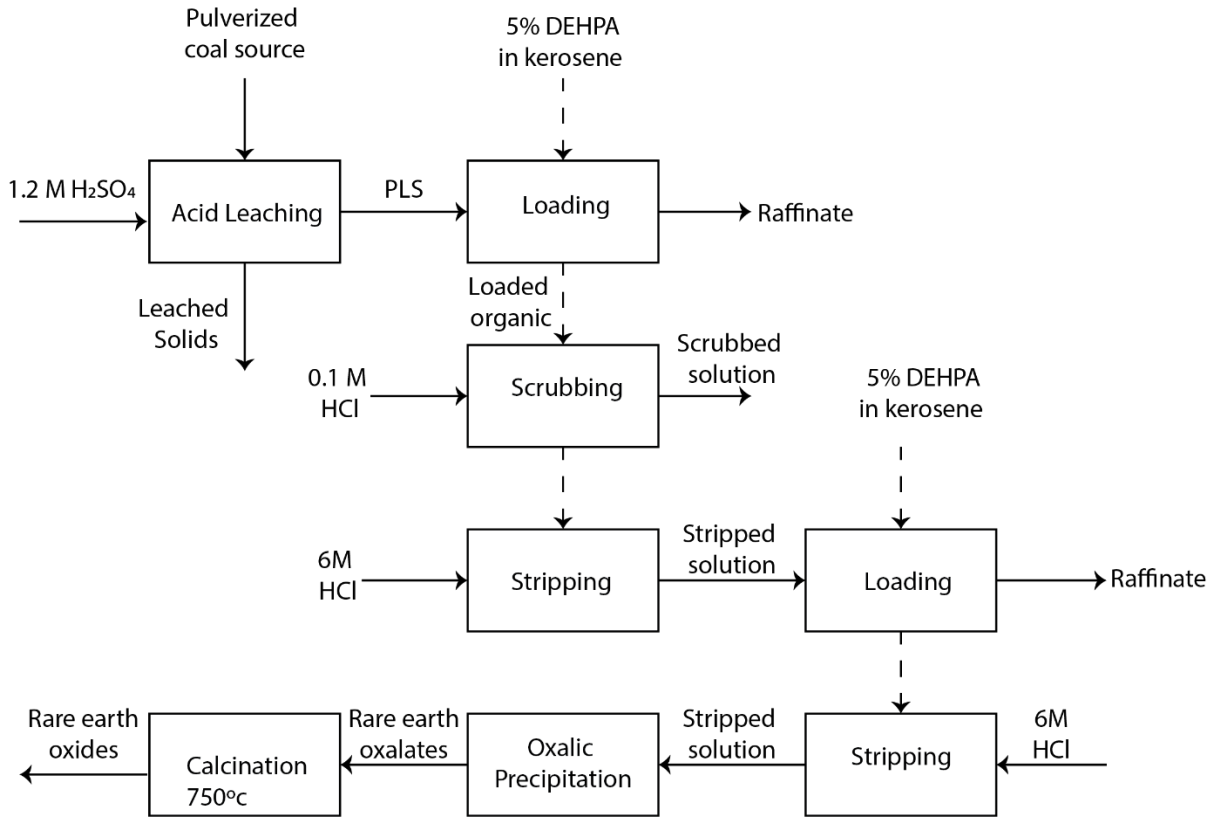 Pulverized
coal source
5% DEHPA
in kerosene
1.2 M H₂SO₄
Acid Leaching
PLS
Loading
Raffinate
Leached
Solids
Loaded
organic
0.1 M
HCl
Scrubbing
Scrubbed
solution
5% DEHPA
in kerosene
6M
HCl
Stripping
Stripped
solution
Loading
Raffinate
Rare earth
oxides
Calcination
750ºc
Rare earth
oxalates
Oxalic
Precipitation
Stripped
solution
Stripping
6M
HCl